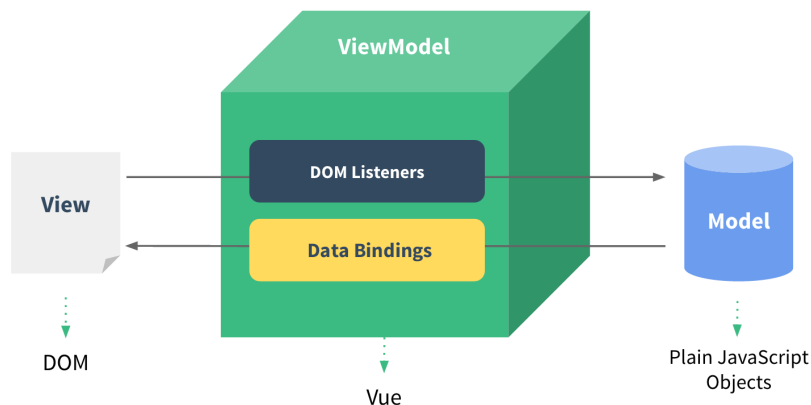 ViewModel
DOM Listeners
View
Data Bindings
Model
DOM
Vue
Plain JavaScript
Objects